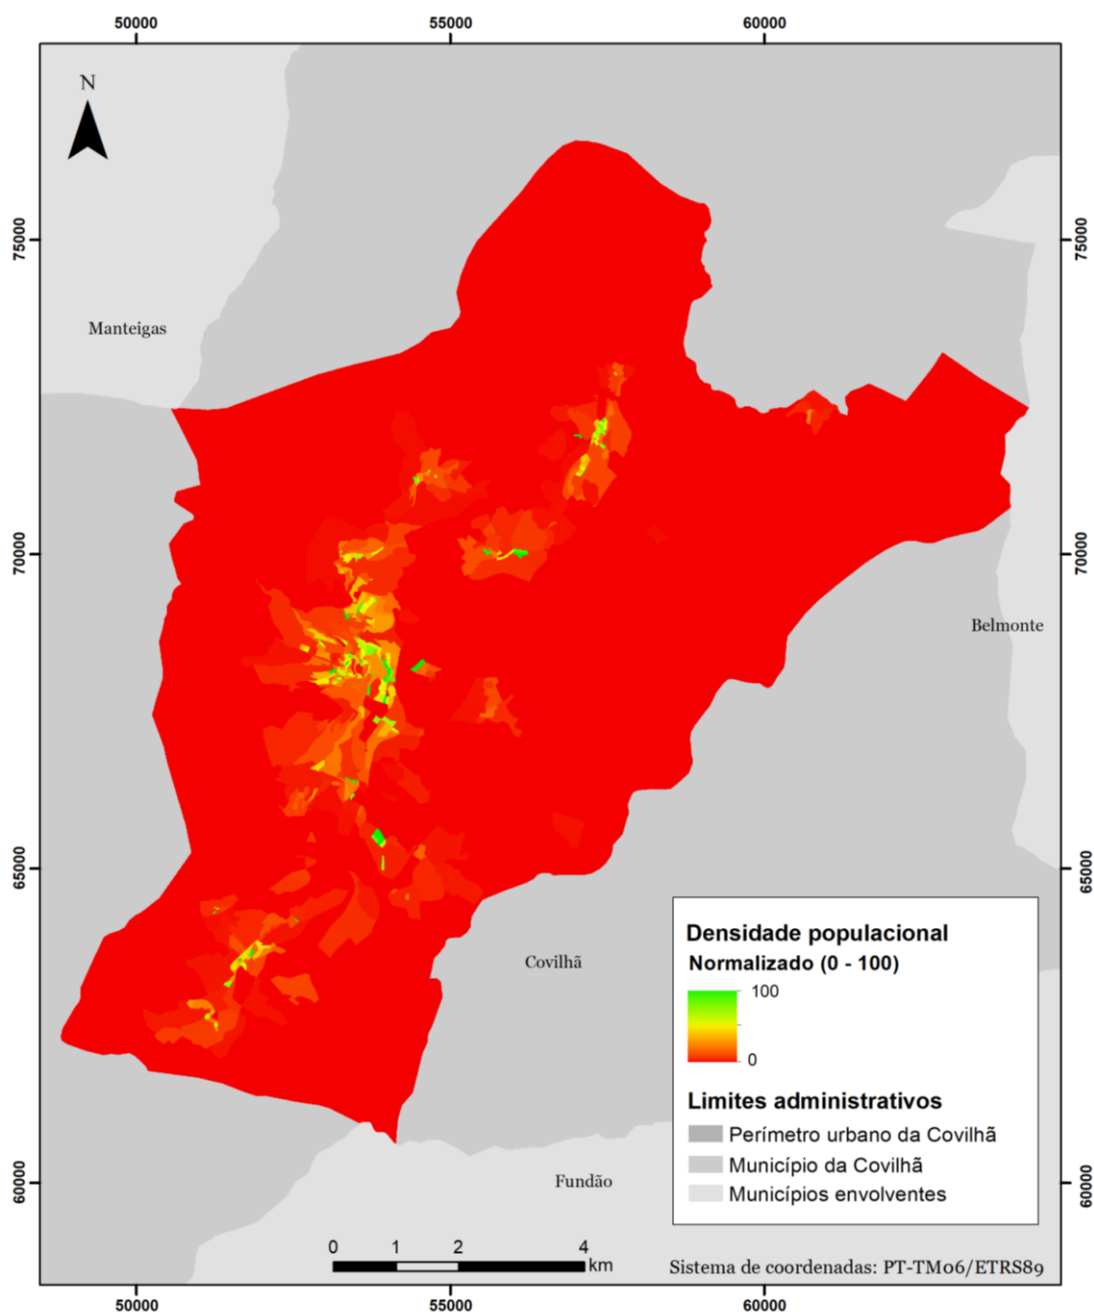 50000 55000 60000
N
75000 75000
Manteigas
70000 70000
Belmonte
65000 65000
Densidade populacional
Normalizado (0 - 100)
100
0
Covilhã
Limites administrativos
Perímetro urbano da Covilhã
Município da Covilhã
Municípios envolventes
60000 60000
Fundão
0 1 2 4
km
Sistema de coordenadas: PT-TM06/ETRS89
50000 55000 60000